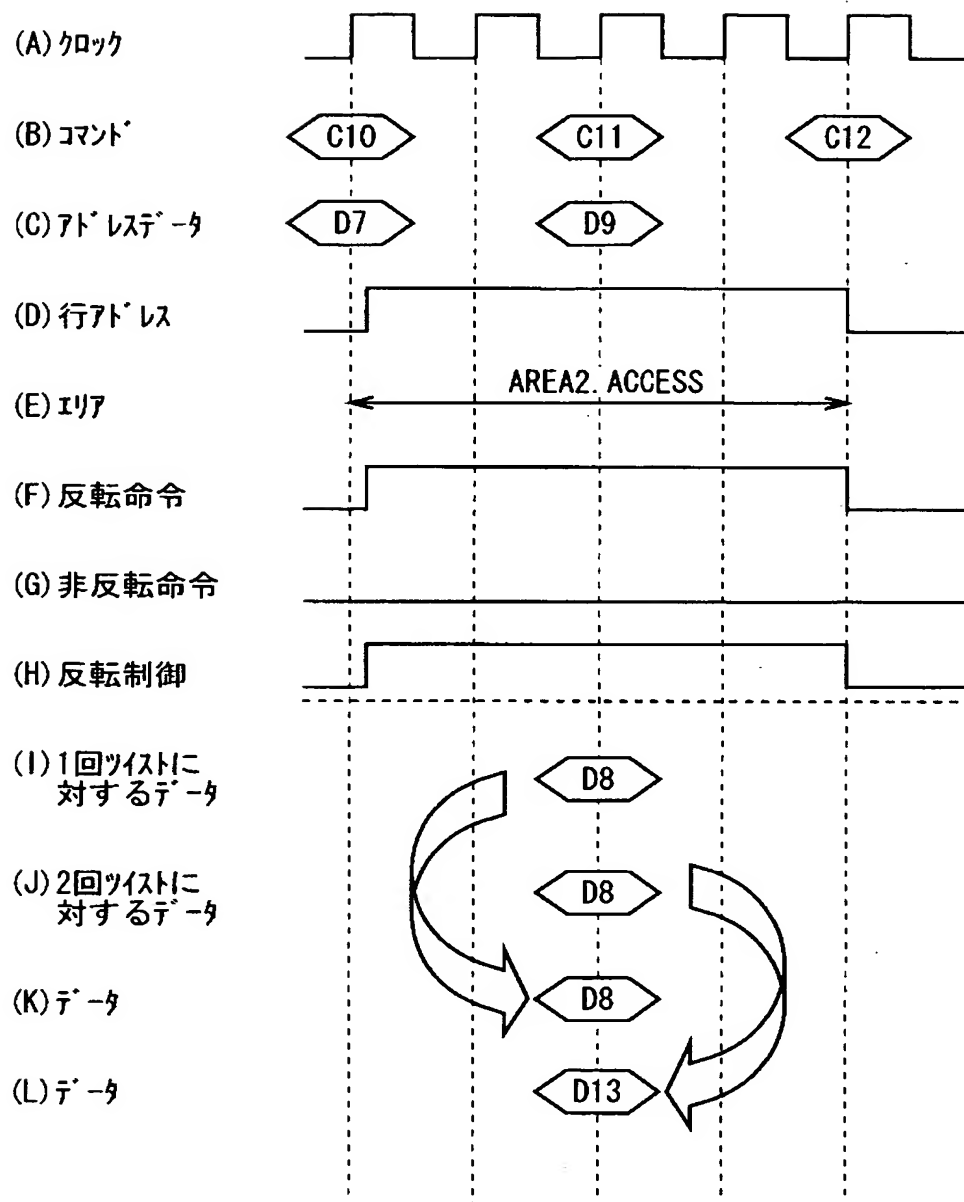 (A)クロック
(B)コマンド
C10
C11
C12
(C)アドレスデータ
D7
D9
(D)行アドレス
(E)エリア
AREA2. ACCESS
(F)反転命令
(G)非反転命令
(H)反転制御
(I)1回ツイストに
対するデータ
D8
(J)2回ツイストに
対するデータ
D8
(K)データ
D8
(L)データ
D13